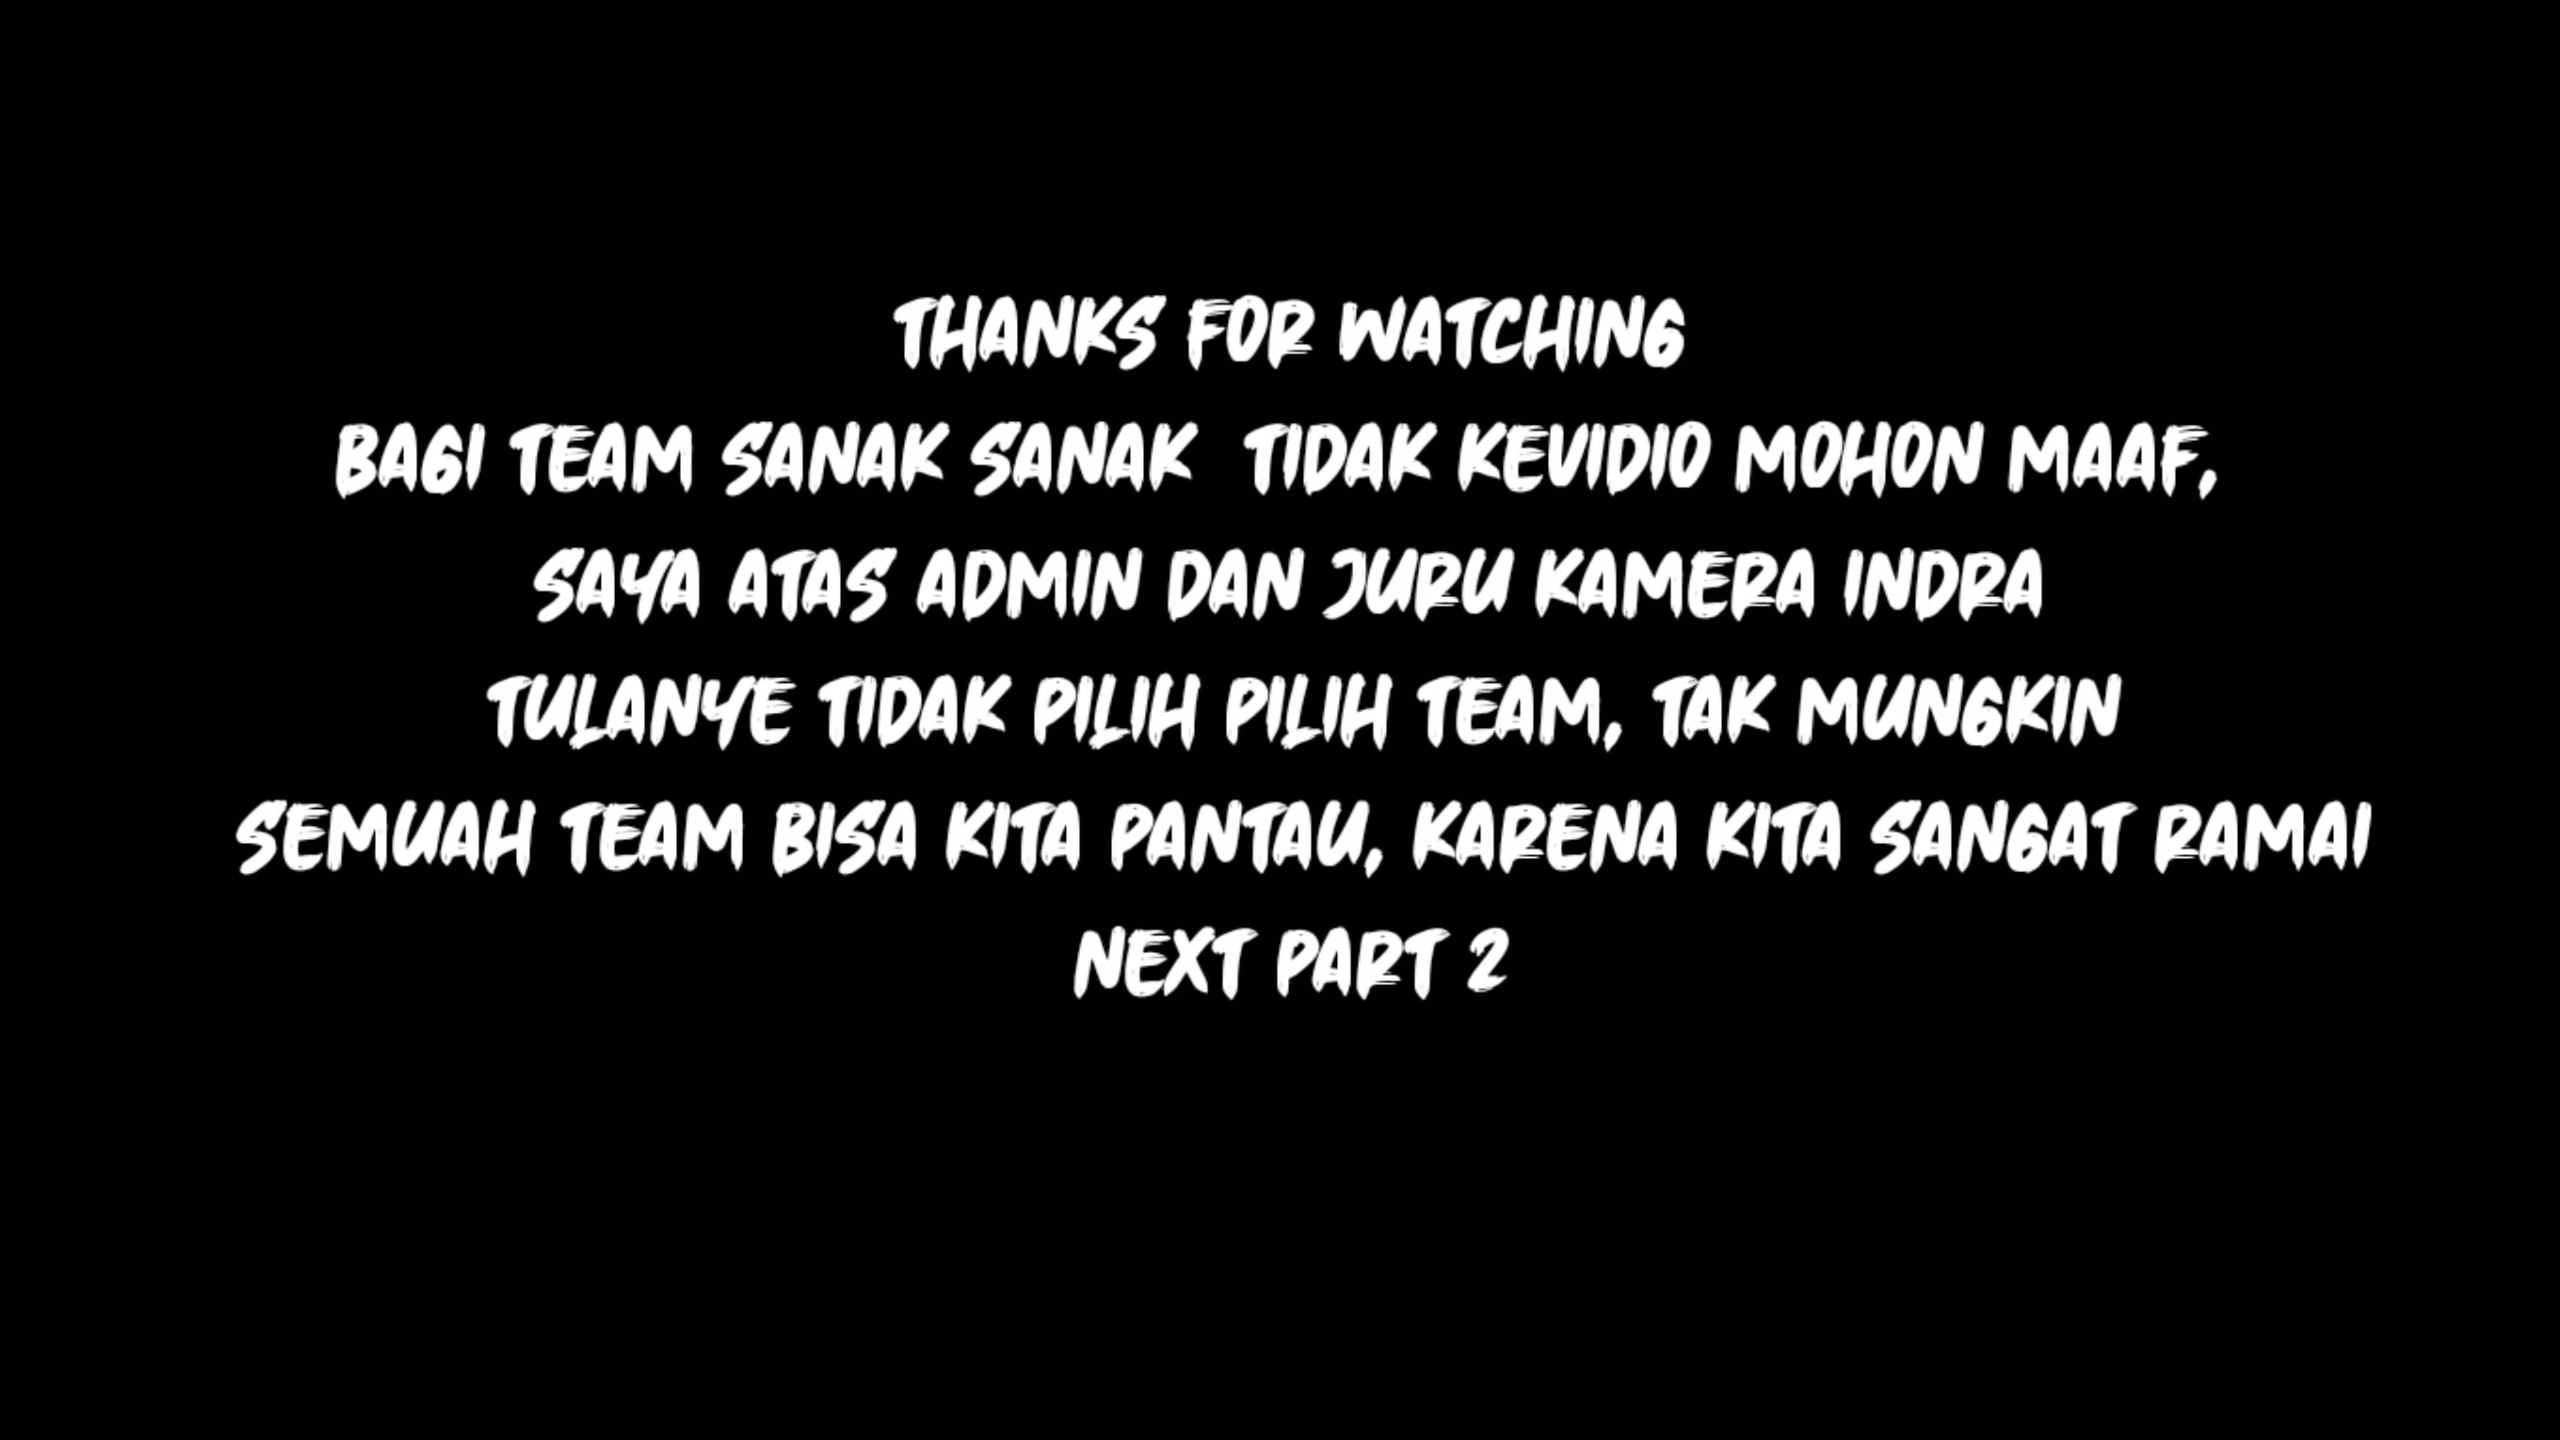 THANKS FOR WATCHING
BAGI TEAM SANAK SANAK TIDAK KEVIDIO MOHON MAAF,
SAYA ATAS ADMIN DAN JURU KAMERA INDRA
TULANYE TIDAK PILIH PILIH TEAM, TAK MUNGKIN
SEMUAH TEAM BISA KITA PANTAU, KARENA KITA SANGAT RAMAI
NEXT PART 2